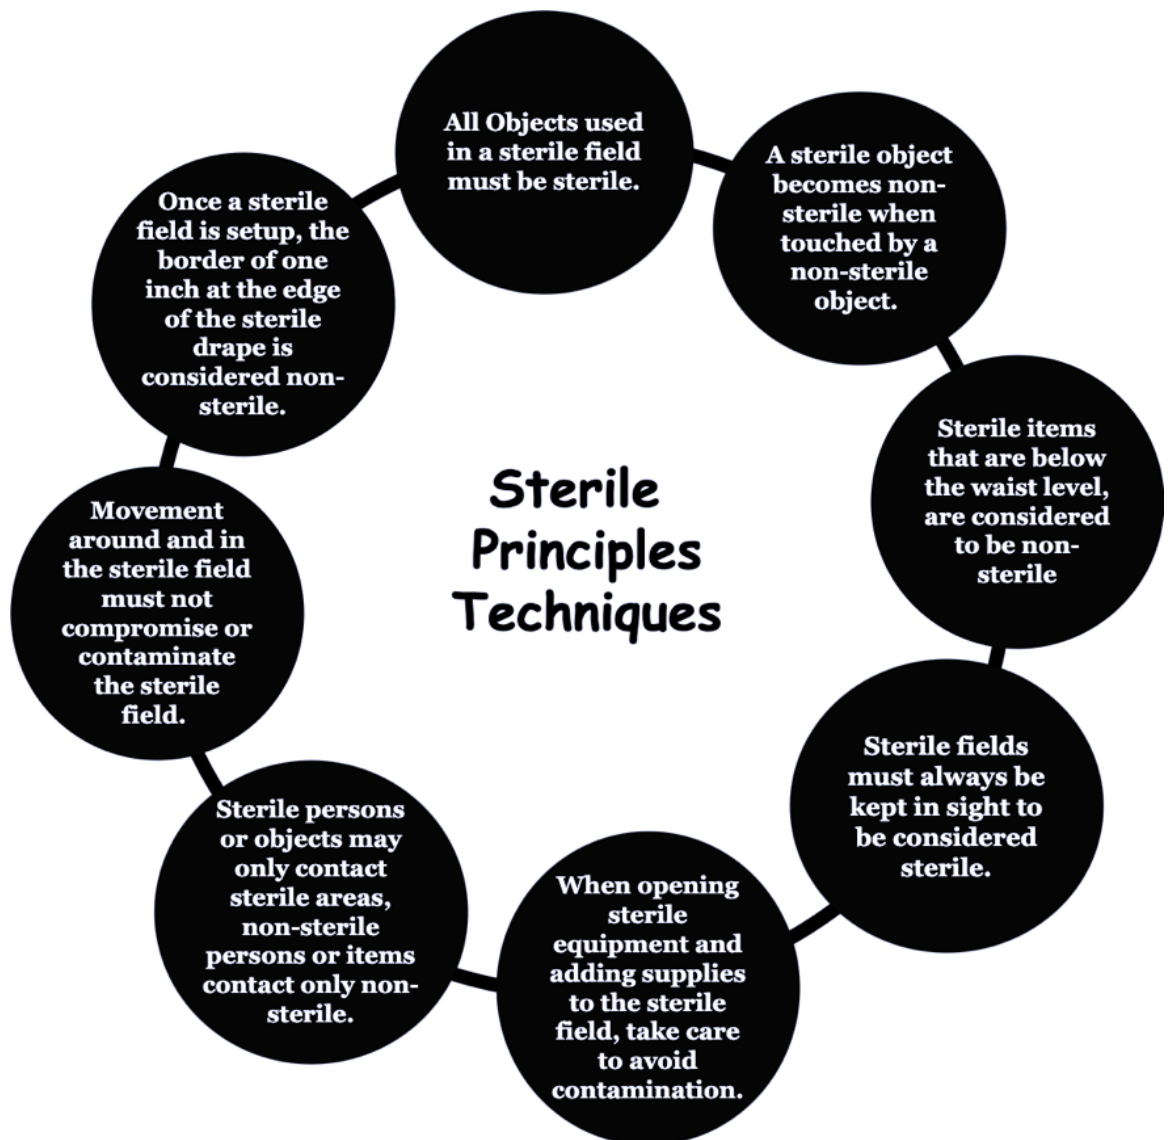 All Objects used
in a sterile field
must be sterile.
A sterile object
becomes non-
sterile when
touched by a
non-sterile
object.
Sterile items
that are below
the waist level,
are considered
to be non-
sterile
Sterile fields
must always be
kept in sight to
be considered
sterile.
When opening
sterile
equipment and
adding supplies
to the sterile
field, take care
to avoid
contamination.
Sterile persons
or objects may
only contact
sterile areas,
non-sterile
persons or items
contact only non-
sterile.
Movement
around and in
the sterile field
must not
compromise or
contaminate
the sterile
field.
Once a sterile
field is setup, the
border of one
inch at the edge
of the sterile
drape is
considered non-
sterile.
Sterile
Principles
Techniques